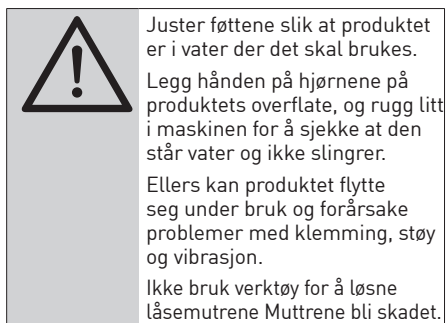 Juster føttene slik at produktet
er i vater der det skal brukes.
Legg hånden på hjørnene på
produktets overflate, og rugg litt
i maskinen for å sjekke at den
står vater og ikke slingrer.
Ellers kan produktet flytte
seg under bruk og forårsake
problemer med klemming, støy
og vibrasjon.
Ikke bruk verktøy for å løsne
låsemutrene Muttrene bli skadet.